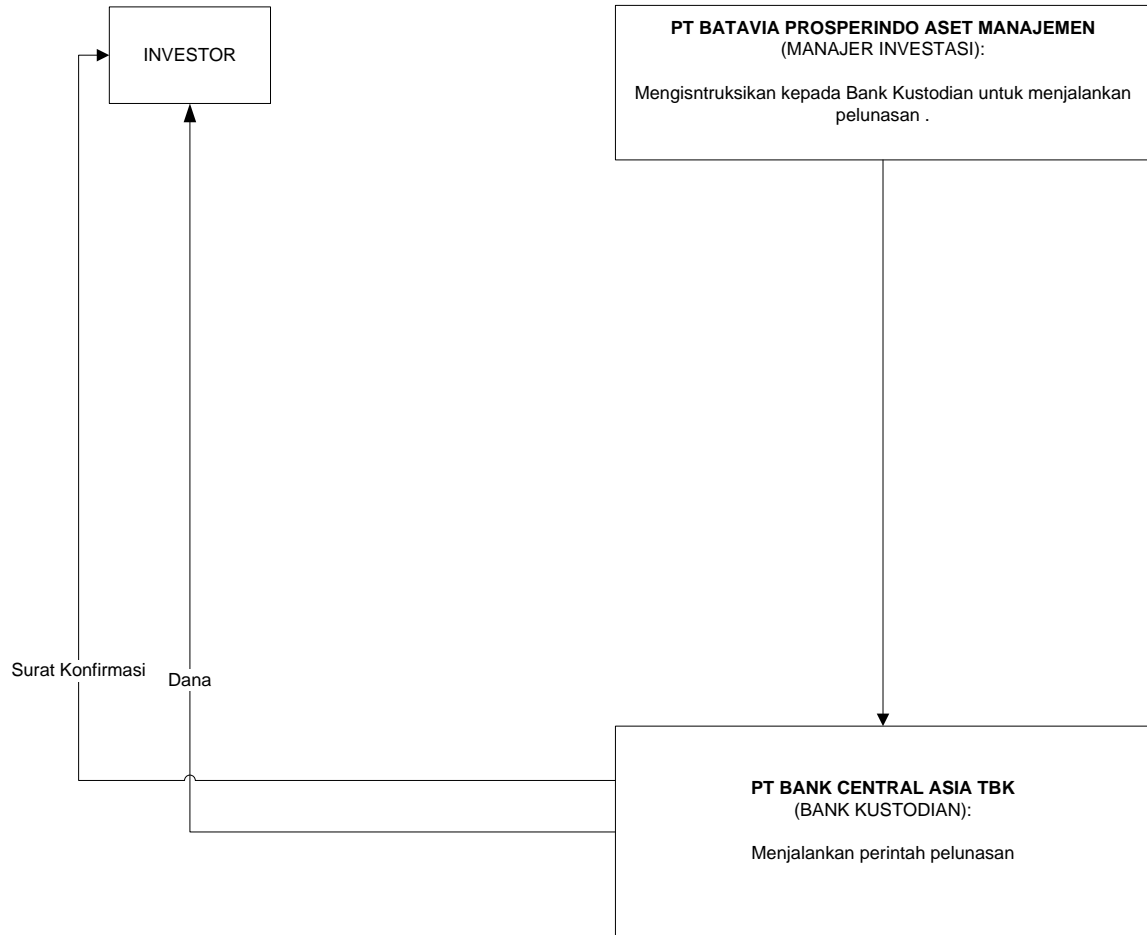 INVESTOR
PT BATAVIA PROSPERINDO ASET MANAJEMEN
(MANAJER INVESTASI):
Mengisntruksikan kepada Bank Kustodian untuk menjalankan
pelunasan .
Surat Konfirmasi
Dana
PT BANK CENTRAL ASIA TBK
(BANK KUSTODIAN):
Menjalankan perintah pelunasan